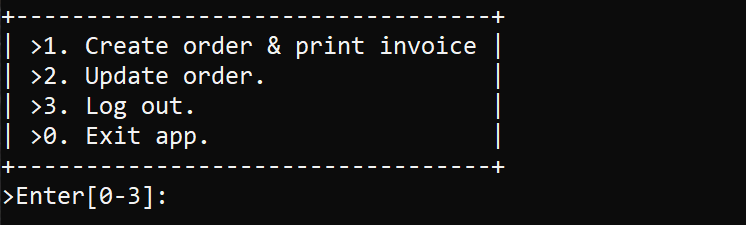 +----------------------------------+
| >1. Create order & print invoice |
| >2. Update order.                |
| >3. Log out.                     |
| >0. Exit app.                    |
+----------------------------------+
>Enter[0-3]: